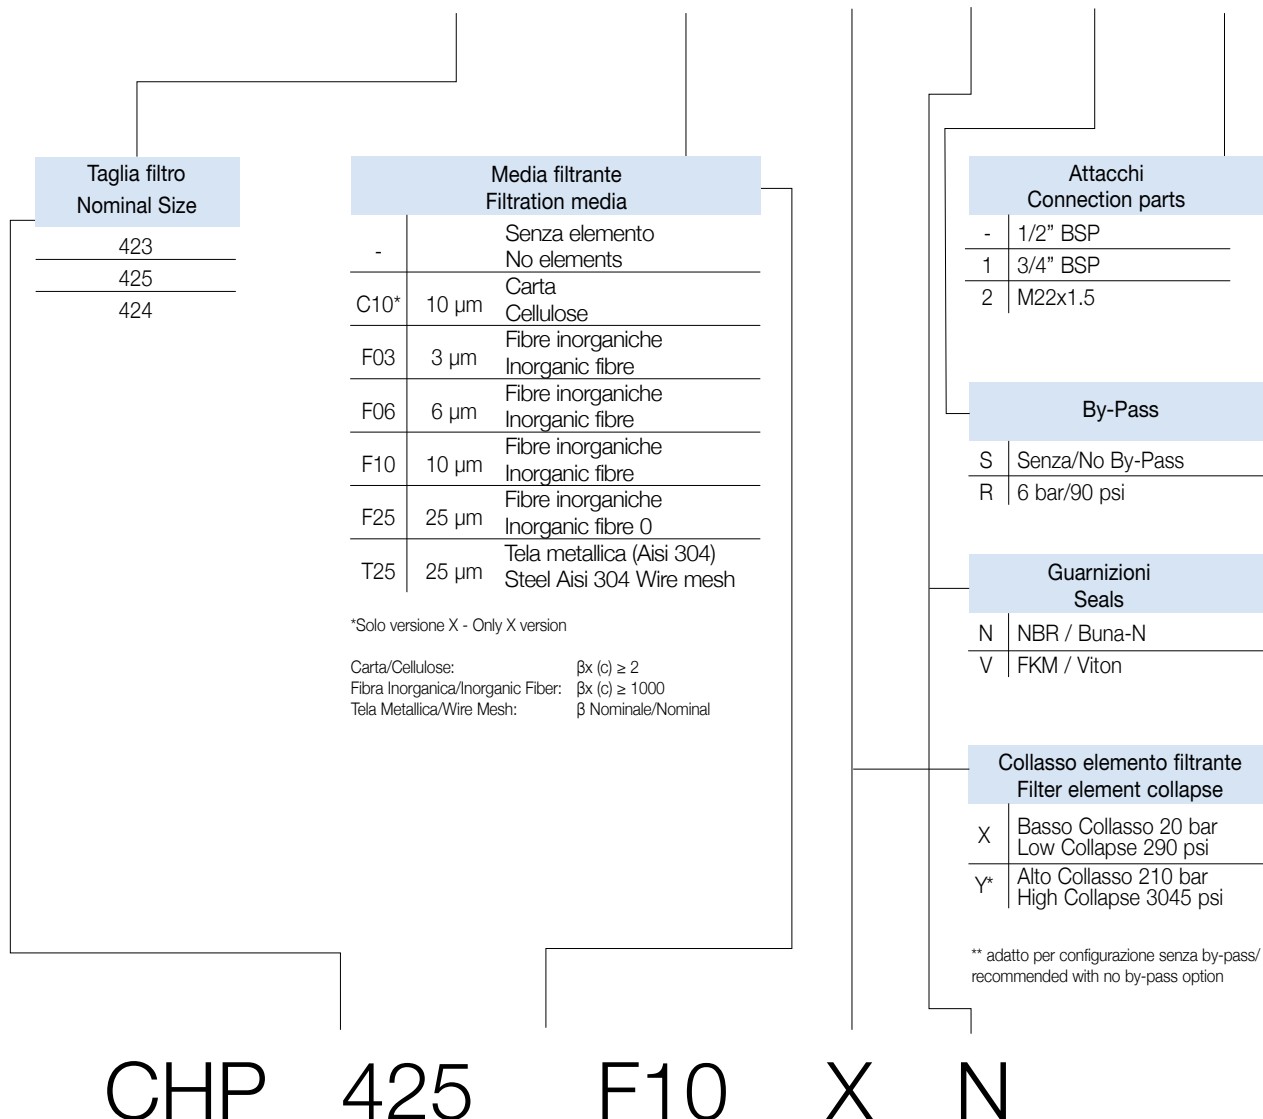 Taglia filtro
Nominal Size
423
425
424
Media filtrante
Filtration media
- Senza elemento
No elements
C10* 10 µm Carta
Cellulose
F03 3 µm Fibre inorganiche
Inorganic fibre
F06 6 µm Fibre inorganiche
Inorganic fibre
F10 10 µm Fibre inorganiche
Inorganic fibre
F25 25 µm Fibre inorganiche
Inorganic fibre 0
T25 25 µm Tela metallica (Aisi 304)
Steel Aisi 304 Wire mesh
*Solo versione X - Only X version
Carta/Cellulose: βx (c) ≥ 2
Fibra Inorganica/Inorganic Fiber: βx (c) ≥ 1000
Tela Metallica/Wire Mesh: β Nominale/Nominal
Attacchi
Connection parts
- 1/2” BSP
1 3/4” BSP
2 M22x1.5
By-Pass
S Senza/No By-Pass
R 6 bar/90 psi
Guarnizioni
Seals
N NBR / Buna-N
V FKM / Viton
Collasso elemento filtrante
Filter element collapse
X Basso Collasso 20 bar
Low Collapse 290 psi
Y* Alto Collasso 210 bar
High Collapse 3045 psi
** adatto per configurazione senza by-pass/
recommended with no by-pass option
CHP 425 F10 X N